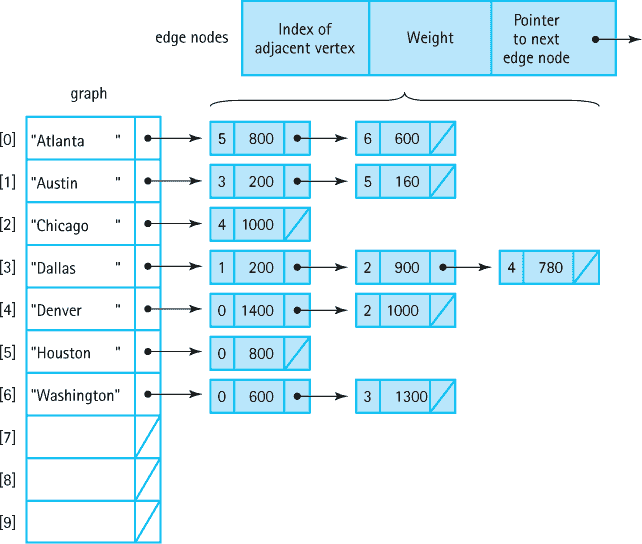 edge nodes
Index of
adjacent vertex
Weight
Pointer
to next
edge node
graph
[0] "Atlanta " 5 800 6 600
[1] "Austin " 3 200 5 160
[2] "Chicago " 4 1000
[3] "Dallas " 1 200 2 900 4 780
[4] "Denver " 0 1400 2 1000
[5] "Houston " 0 800
[6] "Washington" 0 600 3 1300
[7]
[8]
[9]